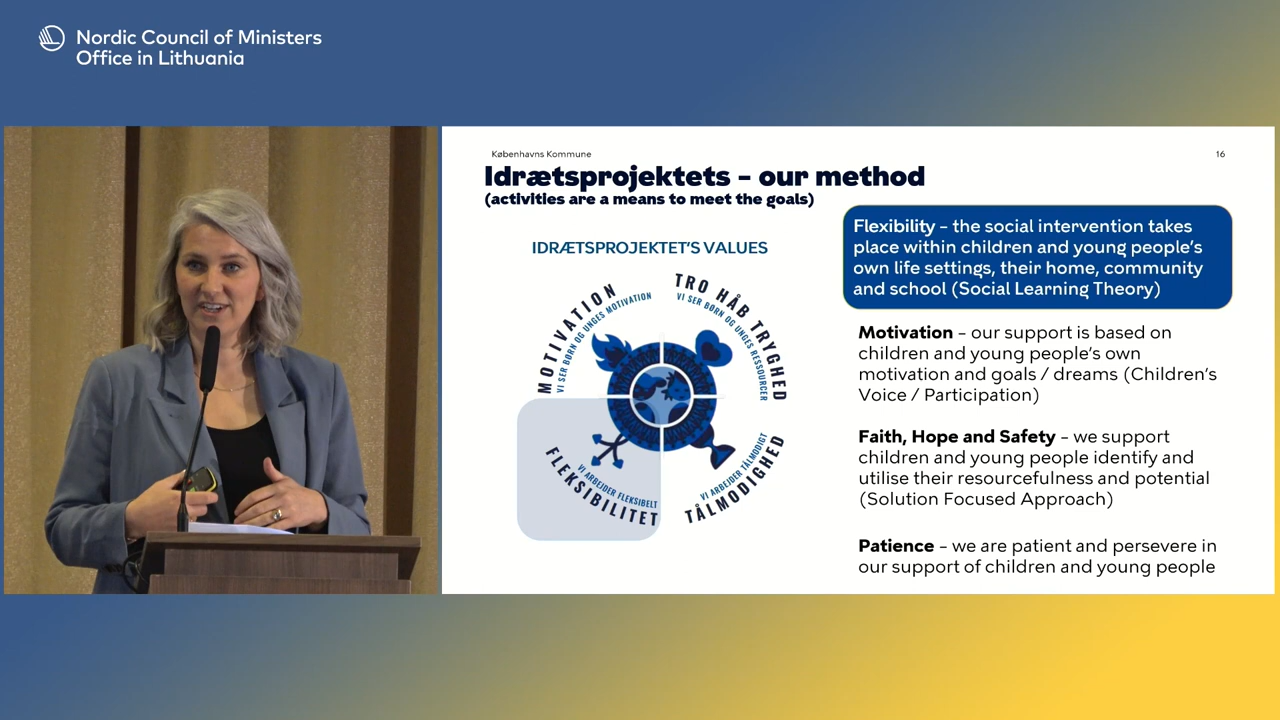 Nordic Council of Ministers
Office in Lithuania
Københavns Kommune
16
Idrætsprojektets – our method
(activities are a means to meet the goals)
IDRÆTSPROJEKTET'S VALUES
MOTIVATION
VI SER BØRN OG UNGES MOTIVATION
TRO HÅB TRYGHED
VI SER BØRN OG UNGES RESSOURCER
FLEKSIBILITET
VI ARBEJDER FLEKSIBELT
TÅLMODIGHED
VI ARBEJDER TÅLMODIGT
Flexibility – the social intervention takes
place within children and young people's
own life settings, their home, community
and school (Social Learning Theory)
Motivation – our support is based on
children and young people's own
motivation and goals / dreams (Children's
Voice / Participation)
Faith, Hope and Safety – we support
children and young people identify and
utilise their resourcefulness and potential
(Solution Focused Approach)
Patience – we are patient and persevere in
our support of children and young people